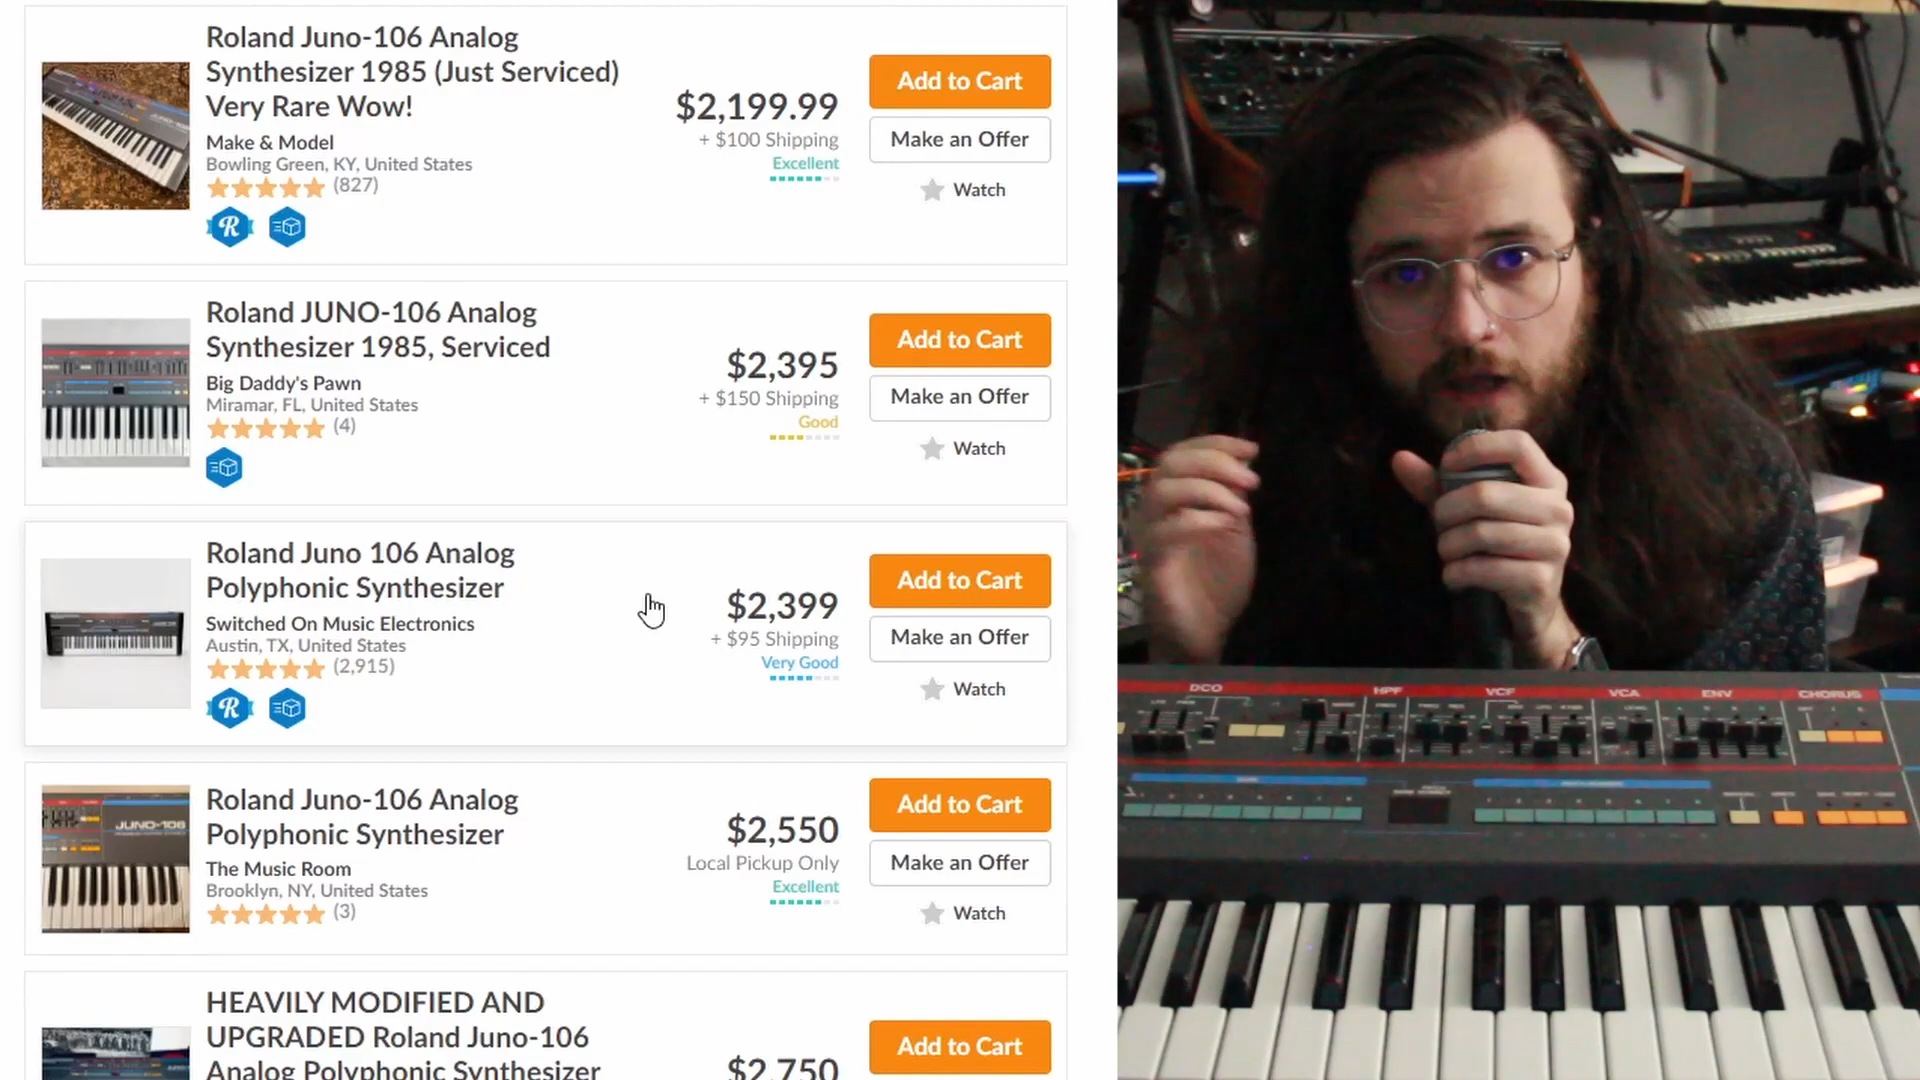 Roland Juno-106 Analog
Synthesizer 1985 (Just Serviced)
Very Rare Wow!
Make & Model
Bowling Green, KY, United States
(827)
R
$2,199.99
+ $100 Shipping
Excellent
Add to Cart
Make an Offer
Watch
Roland JUNO-106 Analog
Synthesizer 1985, Serviced
Big Daddy's Pawn
Miramar, FL, United States
(4)
$2,395
+ $150 Shipping
Good
Add to Cart
Make an Offer
Watch
Roland Juno 106 Analog
Polyphonic Synthesizer
Switched On Music Electronics
Austin, TX, United States
(2,915)
R
$2,399
+ $95 Shipping
Very Good
Add to Cart
Make an Offer
Watch
JUNO-106
Roland Juno-106 Analog
Polyphonic Synthesizer
The Music Room
Brooklyn, NY, United States
(3)
$2,550
Local Pickup Only
Excellent
Add to Cart
Make an Offer
Watch
HEAVILY MODIFIED AND
UPGRADED Roland Juno-106
Analog Polyphonic Synthesizer
$2,750
Add to Cart
DCO HPF VCF VCA ENV CHORUS